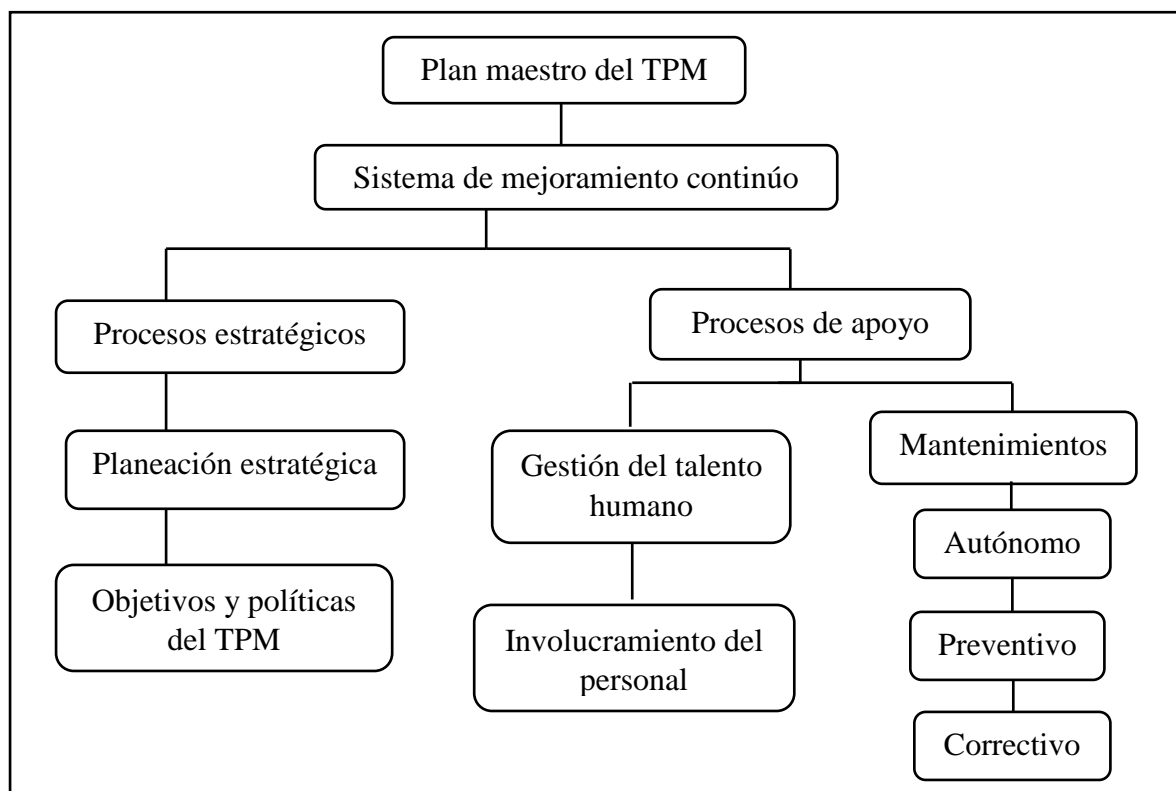 Plan maestro del TPM
Sistema de mejoramiento continúo
Procesos estratégicos
Procesos de apoyo
Planeación estratégica
Gestión del talento
humano
Mantenimientos
Autónomo
Objetivos y políticas
del TPM
Involucramiento del
personal
Preventivo
Correctivo